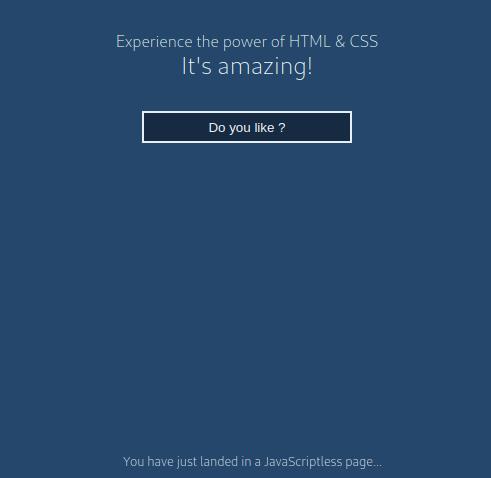 Experience the power of HTML & CSS
It's amazing!
Do you like ?
You have just landed in a JavaScriptless page...